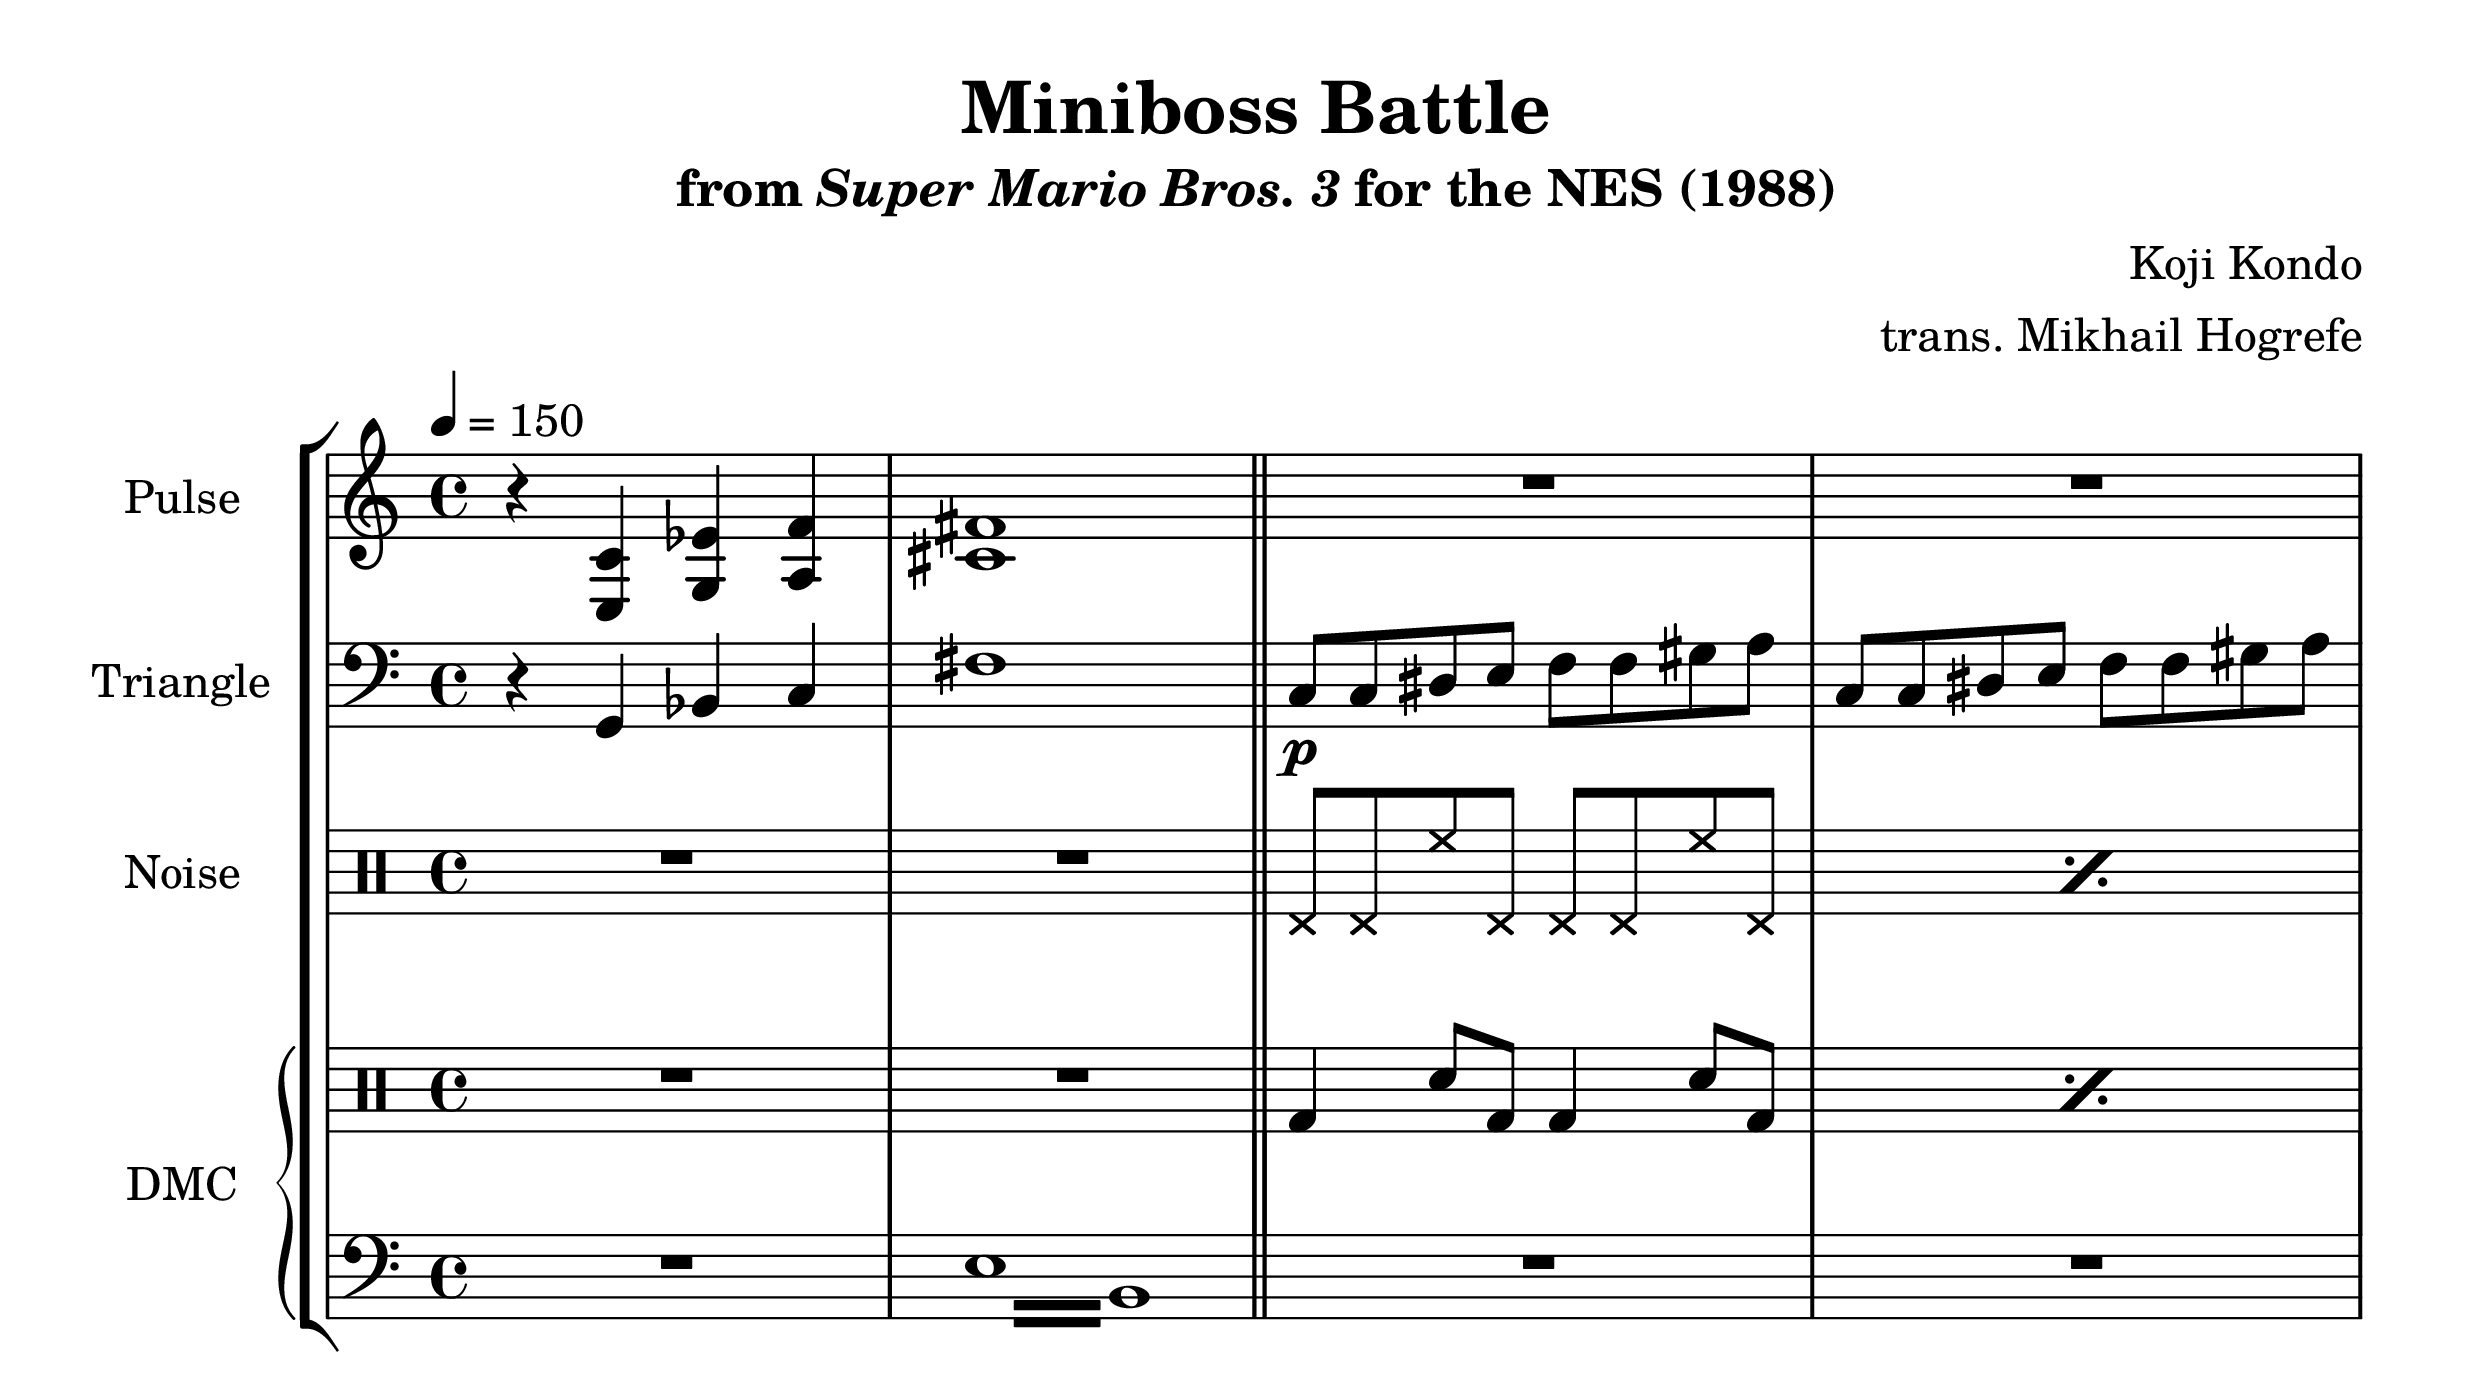 Miniboss Battle
from Super Mario Bros. 3 for the NES (1988)
Koji Kondo
trans. Mikhail Hogrefe
= 150
Pulse
Triangle
p
Noise
DMC